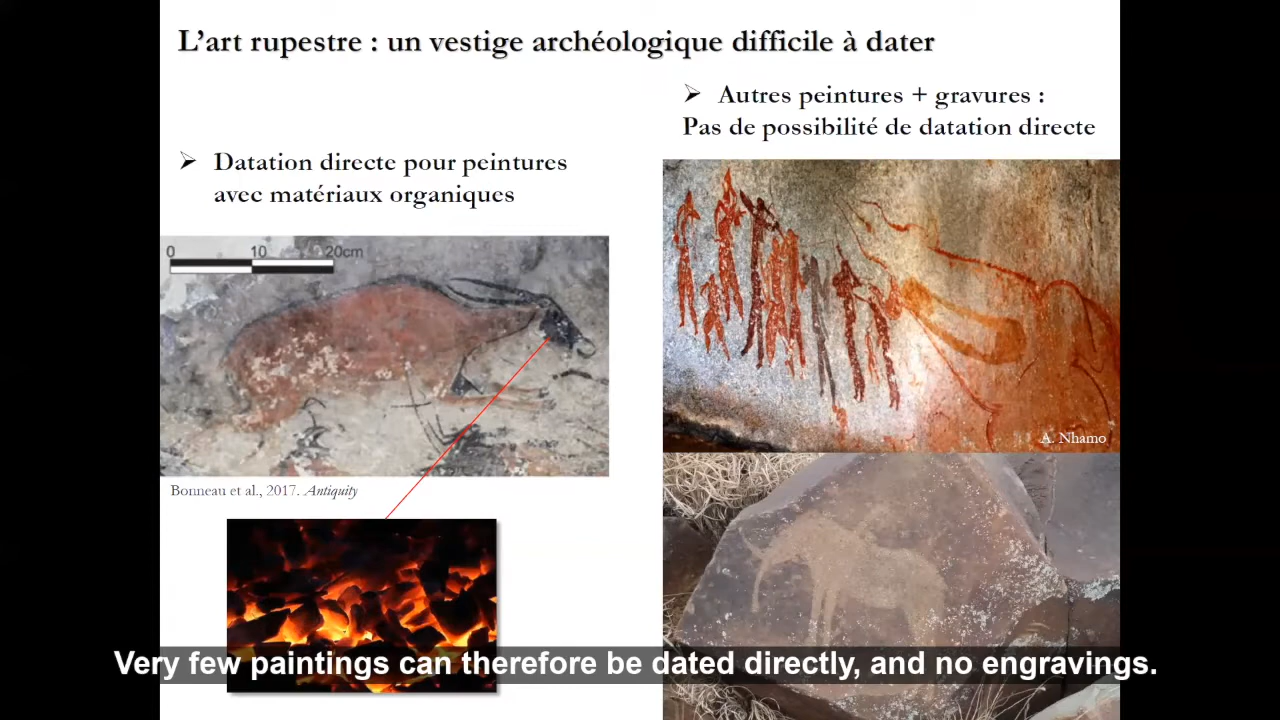 L'art rupestre : un vestige archéologique difficile à dater
➢ Datation directe pour peintures
avec matériaux organiques
0 10 20cm
Bonneau et al., 2017. Antiquity
➢ Autres peintures + gravures :
Pas de possibilité de datation directe
A. Nhamo
Very few paintings can therefore be dated directly, and no engravings.